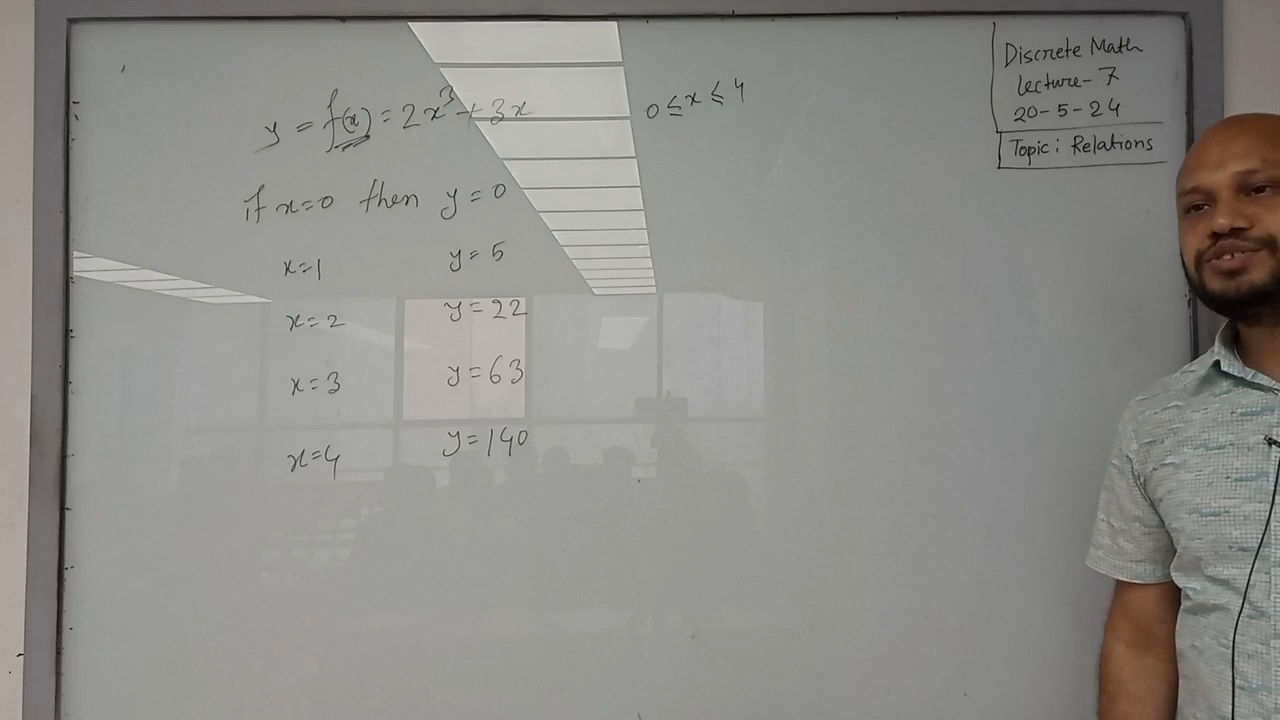 y = f(x) = 2x³ + 3x    0 ≤ x ≤ 4
if x=0 then y=0
x=1    y=5
x=2    y=22
x=3    y=63
x=4    y=140
Discrete Math
Lecture-7
20-5-24
Topic: Relations